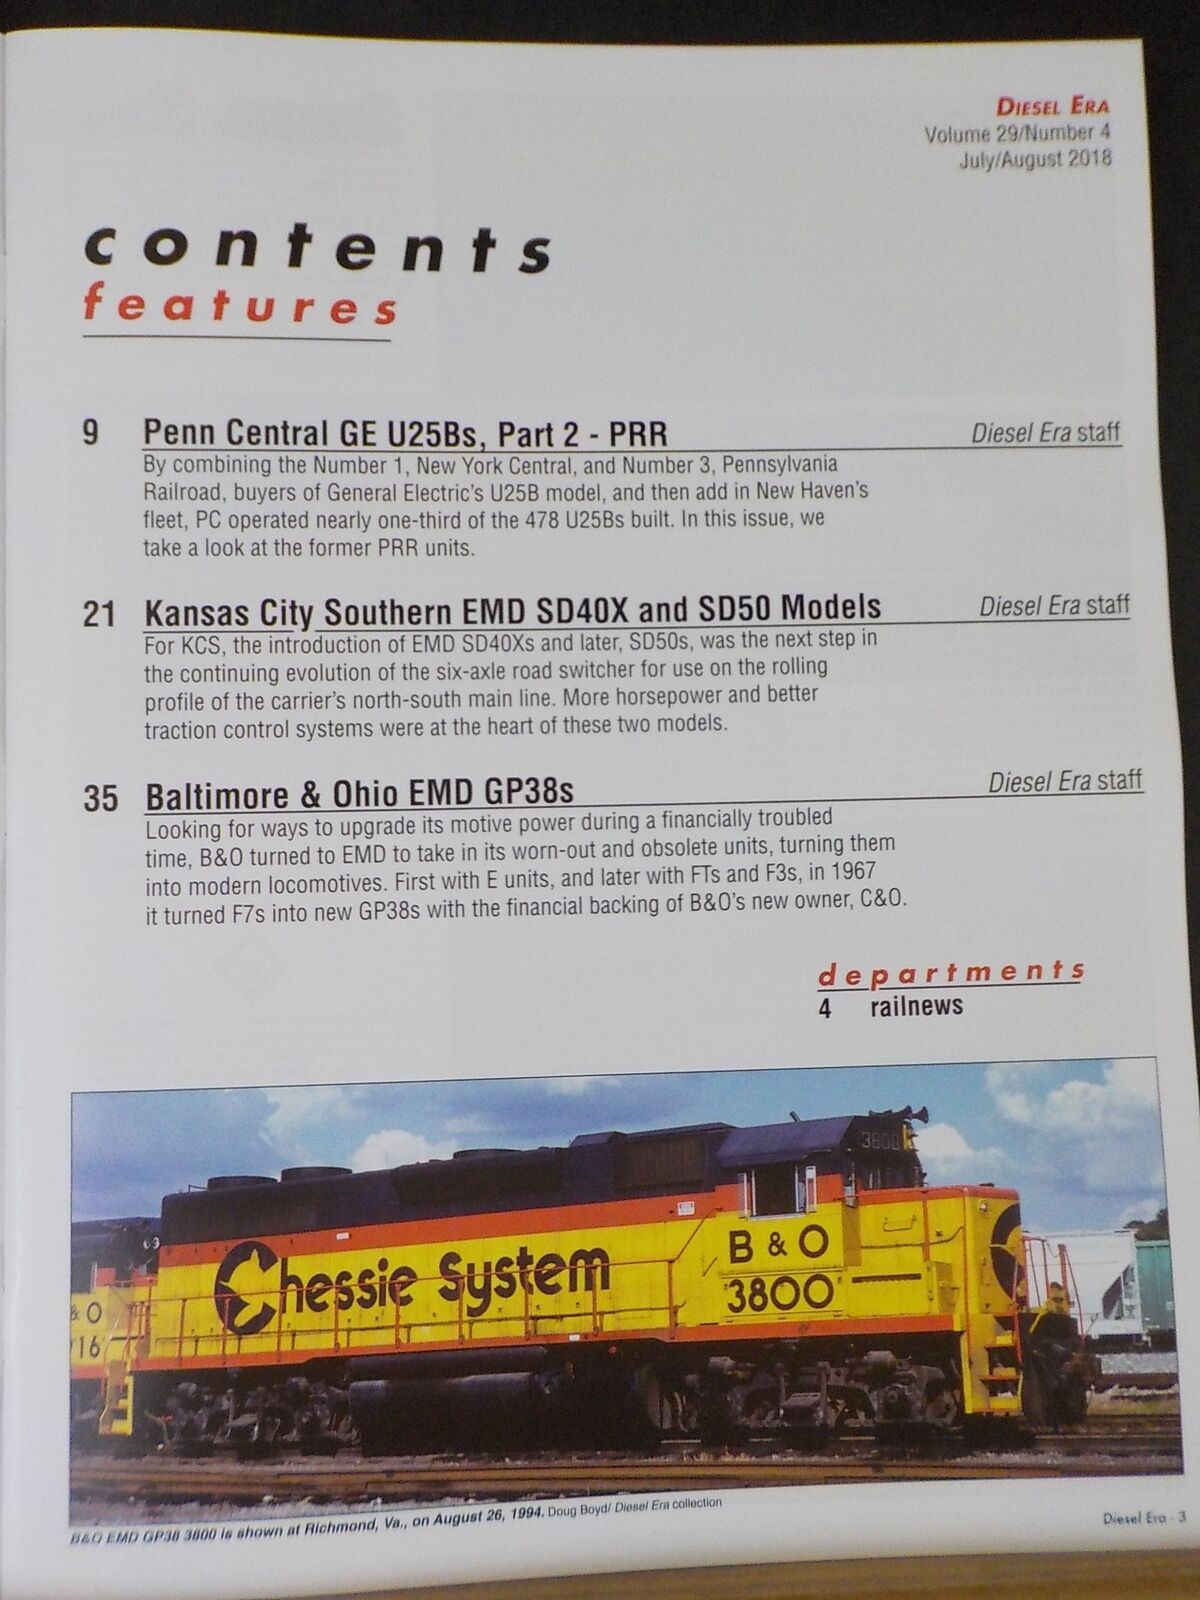 DIESEL ERA
Volume 29/Number 4
July/August 2018
contents
features
9 Penn Central GE U25Bs, Part 2 - PRR Diesel Era staff
By combining the Number 1, New York Central, and Number 3, Pennsylvania
Railroad, buyers of General Electric's U25B model, and then add in New Haven's
fleet, PC operated nearly one-third of the 478 U25Bs built. In this issue, we
take a look at the former PRR units.
21 Kansas City Southern EMD SD40X and SD50 Models Diesel Era staff
For KCS, the introduction of EMD SD40Xs and later, SD50s, was the next step in
the continuing evolution of the six-axle road switcher for use on the rolling
profile of the carrier's north-south main line. More horsepower and better
traction control systems were at the heart of these two models.
35 Baltimore & Ohio EMD GP38s Diesel Era staff
Looking for ways to upgrade its motive power during a financially troubled
time, B&O turned to EMD to take in its worn-out and obsolete units, turning them
into modern locomotives. First with E units, and later with FTs and F3s, in 1967
it turned F7s into new GP38s with the financial backing of B&O's new owner, C&O.
departments
4 railnews
3800
Chessie System
B & O
3800
& O
16
B&O EMD GP38 3800 is shown at Richmond, Va., on August 26, 1994. Doug Boyd/ Diesel Era collection
Diesel Era - 3